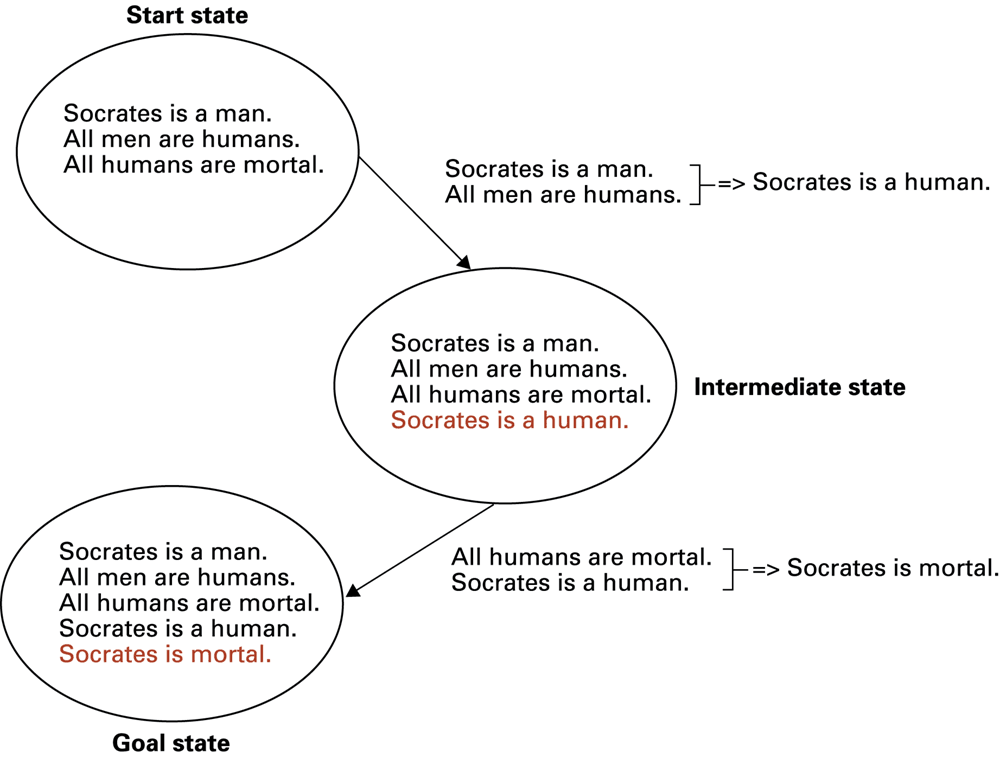 Start state
Socrates is a man.
All men are humans.
All humans are mortal.
Socrates is a man.
All men are humans.
=> Socrates is a human.
Socrates is a man.
All men are humans.
All humans are mortal.
Socrates is a human.
Intermediate state
All humans are mortal.
Socrates is a human.
=> Socrates is mortal.
Socrates is a man.
All men are humans.
All humans are mortal.
Socrates is a human.
Socrates is mortal.
Goal state